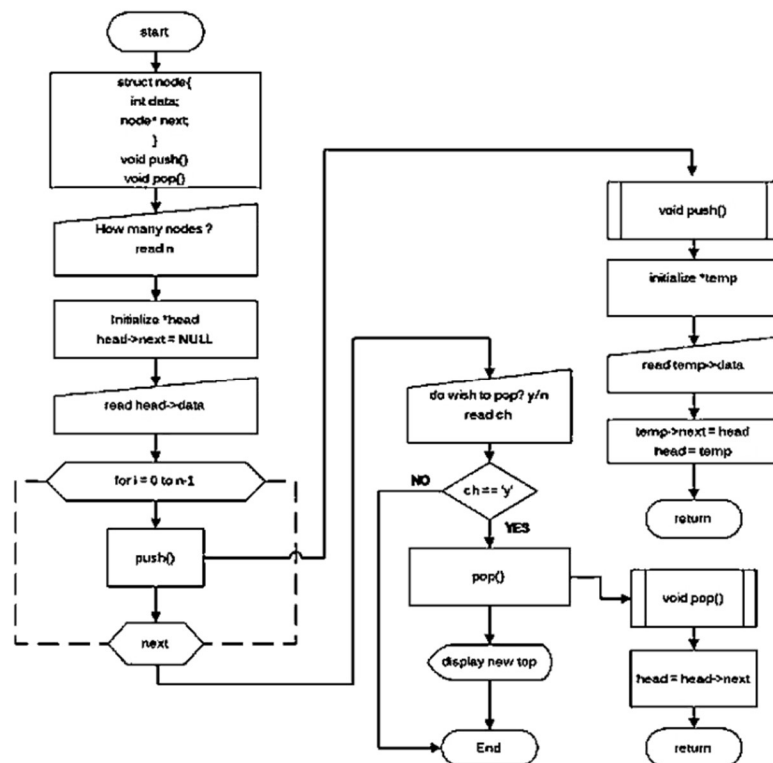 start
struct node{
int data;
node* next;
}
void push()
void pop()
How many nodes ?
read n
Initialize *head
head->next = NULL
read head->data
for i = 0 to n-1
push()
next
do wish to pop? y/n
read ch
ch == 'y'
NO
YES
pop()
display new top
End
void push()
initialize *temp
read temp->data
temp->next = head
head = temp
return
void pop()
head = head->next
return